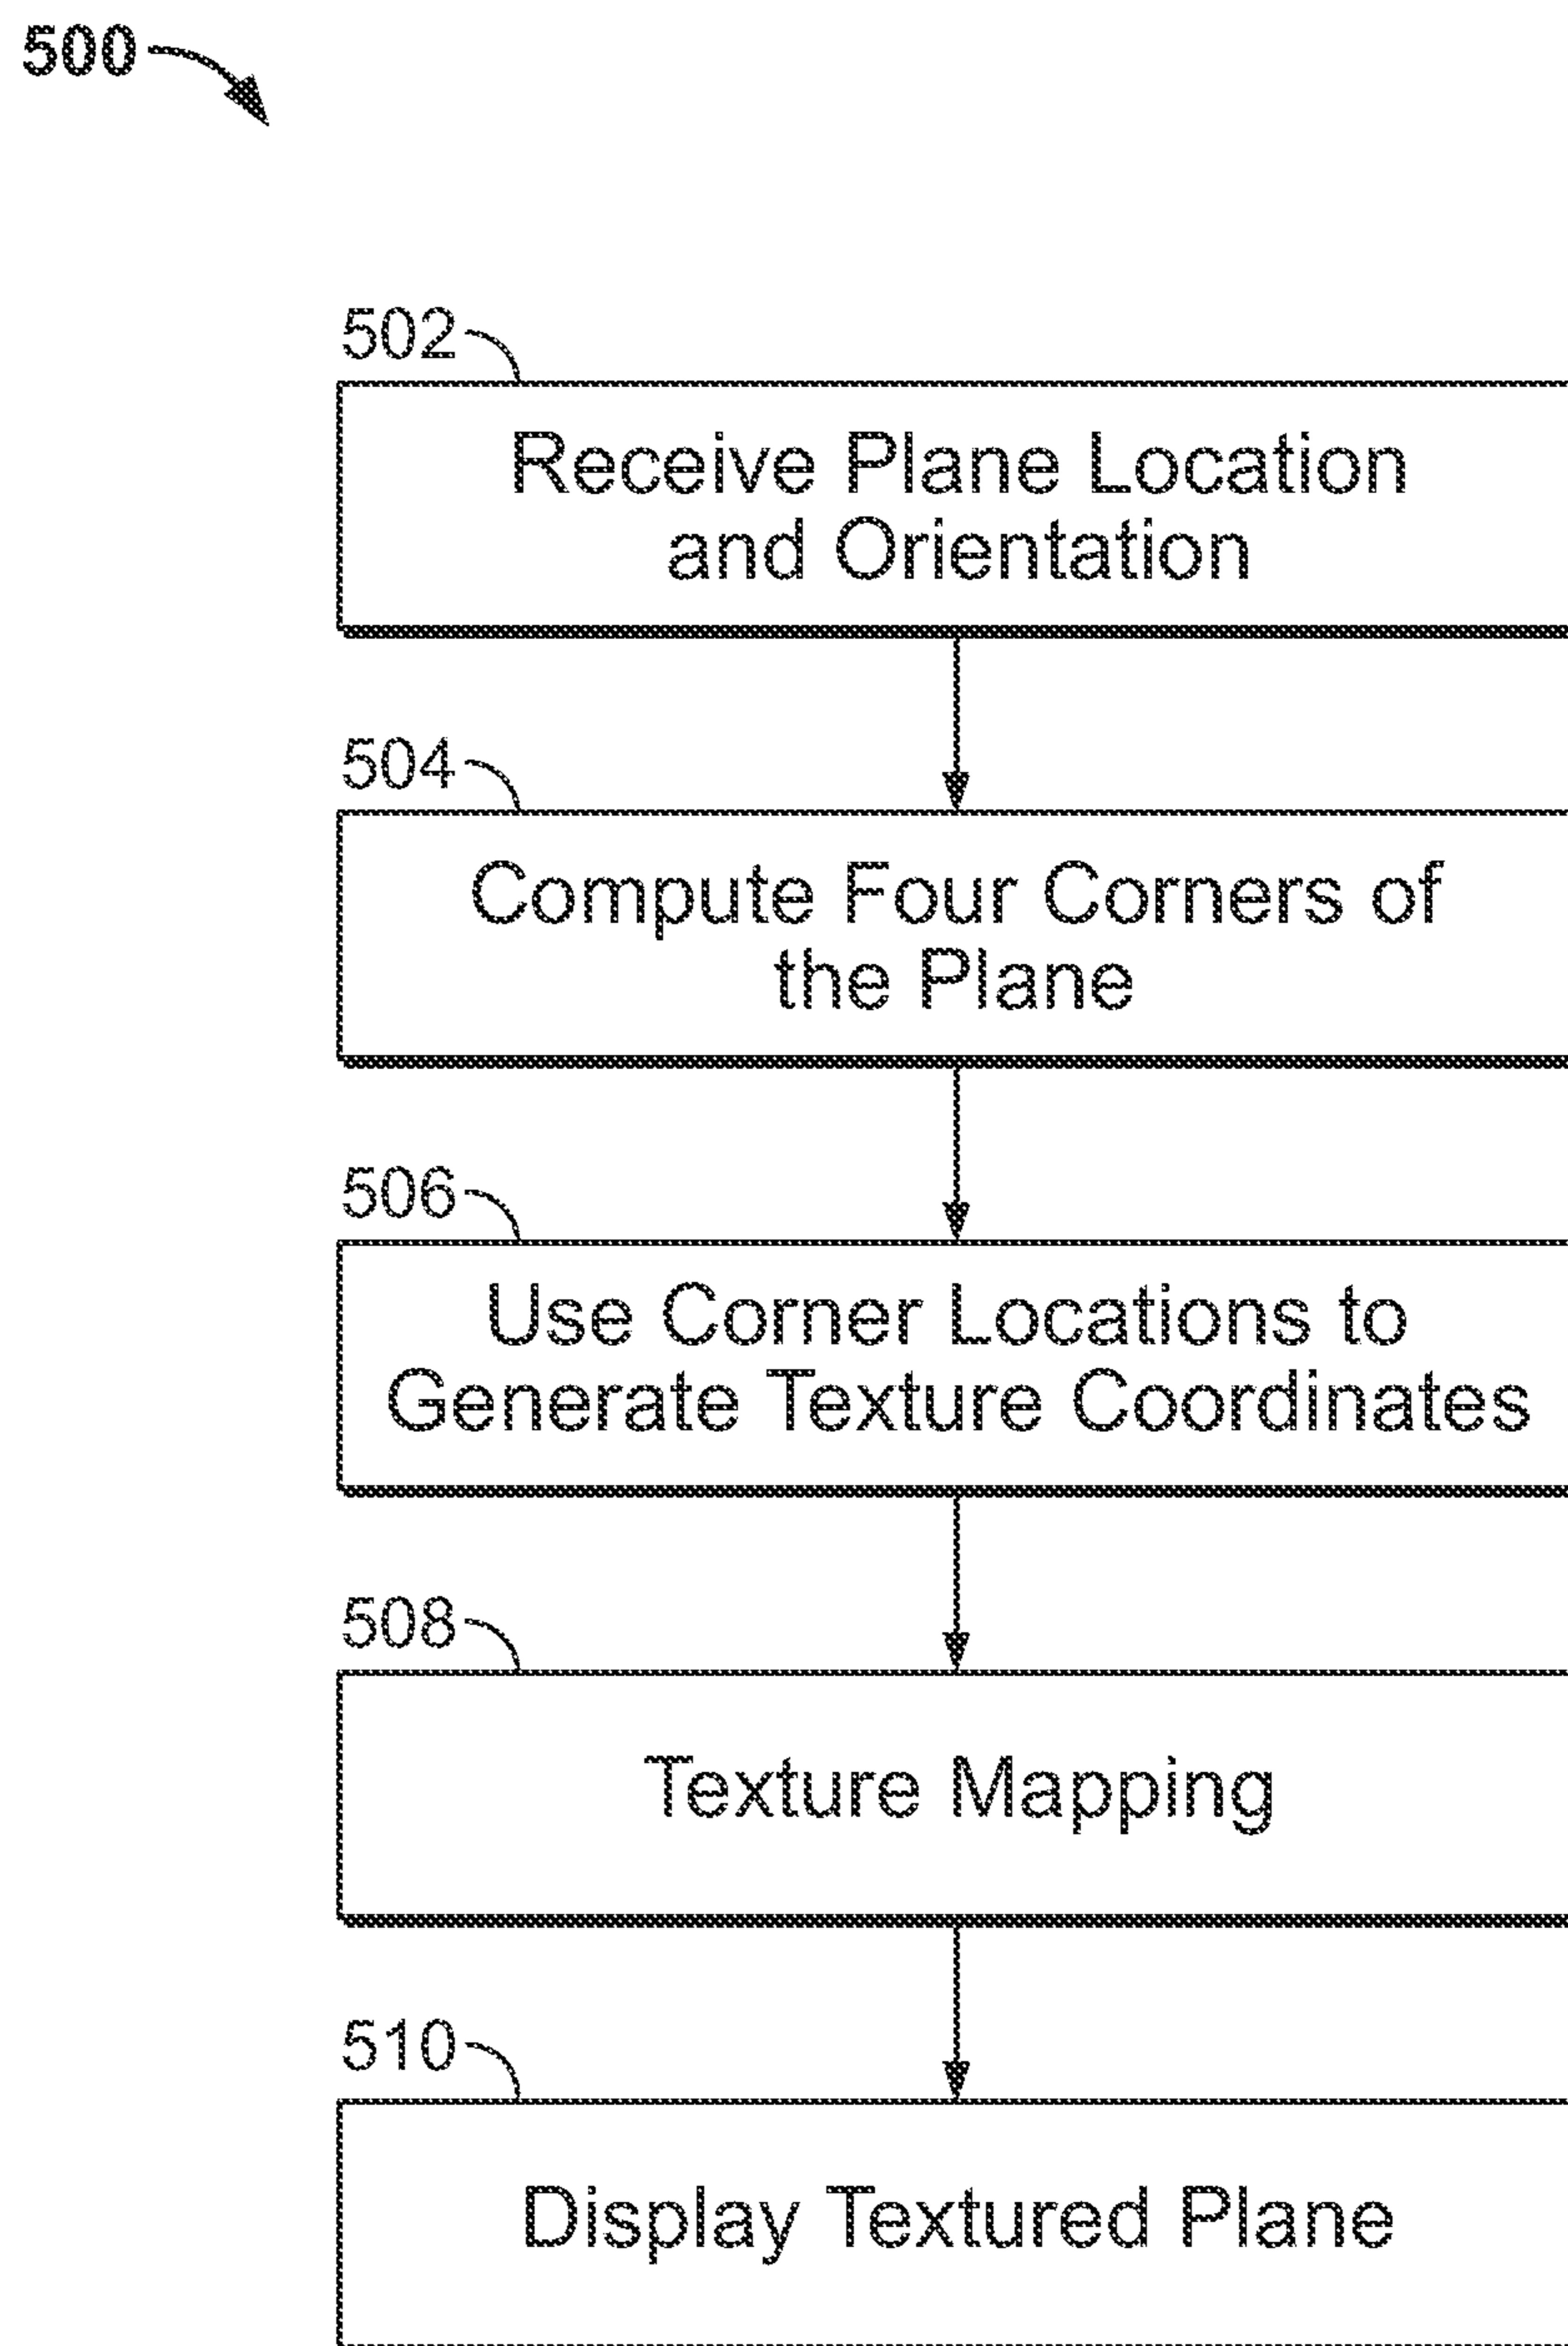 500
502
Receive Plane Location
and Orientation
504
Compute Four Corners of
the Plane
506
Use Corner Locations to
Generate Texture Coordinates
508
Texture Mapping
510
Display Textured Plane